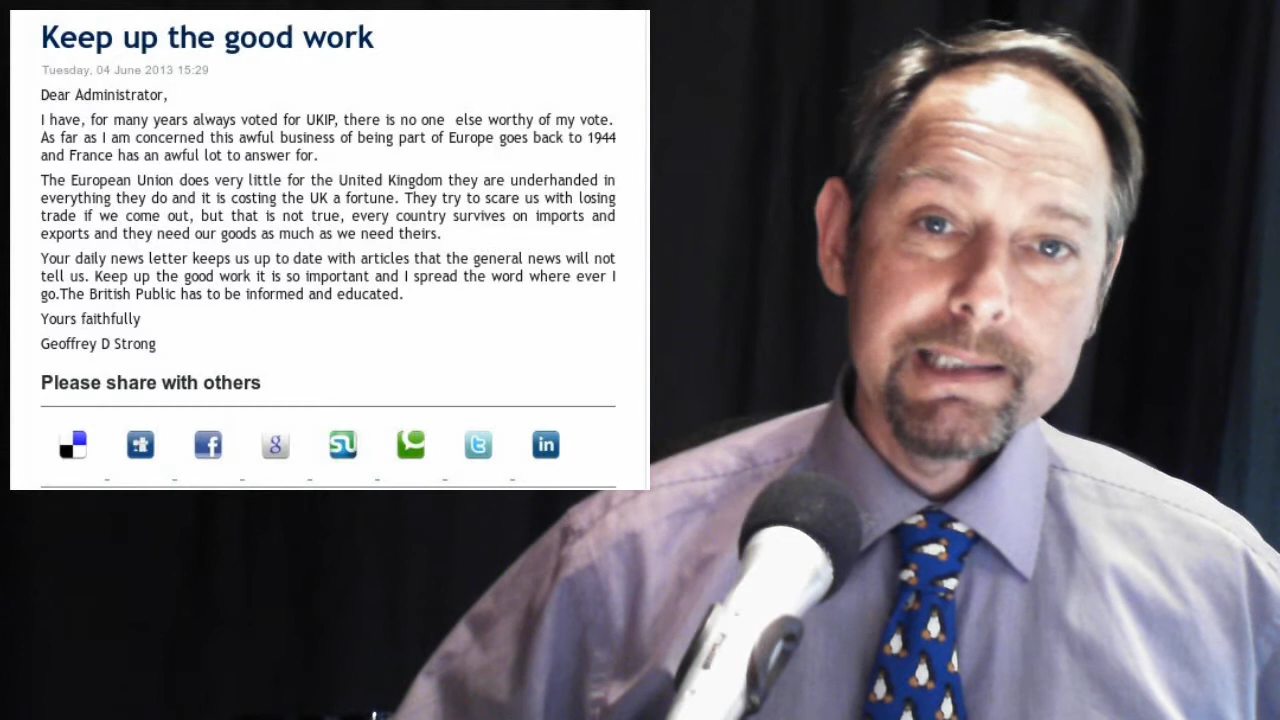 Keep up the good work
Tuesday, 04 June 2013 15:29
Dear Administrator,
I have, for many years always voted for UKIP, there is no one else worthy of my vote.
As far as I am concerned this awful business of being part of Europe goes back to 1944
and France has an awful lot to answer for.
The European Union does very little for the United Kingdom they are underhanded in
everything they do and it is costing the UK a fortune. They try to scare us with losing
trade if we come out, but that is not true, every country survives on imports and
exports and they need our goods as much as we need theirs.
Your daily news letter keeps us up to date with articles that the general news will not
tell us. Keep up the good work it is so important and I spread the word where ever I
go.The British Public has to be informed and educated.
Yours faithfully
Geoffrey D Strong
Please share with others
f g SU t in